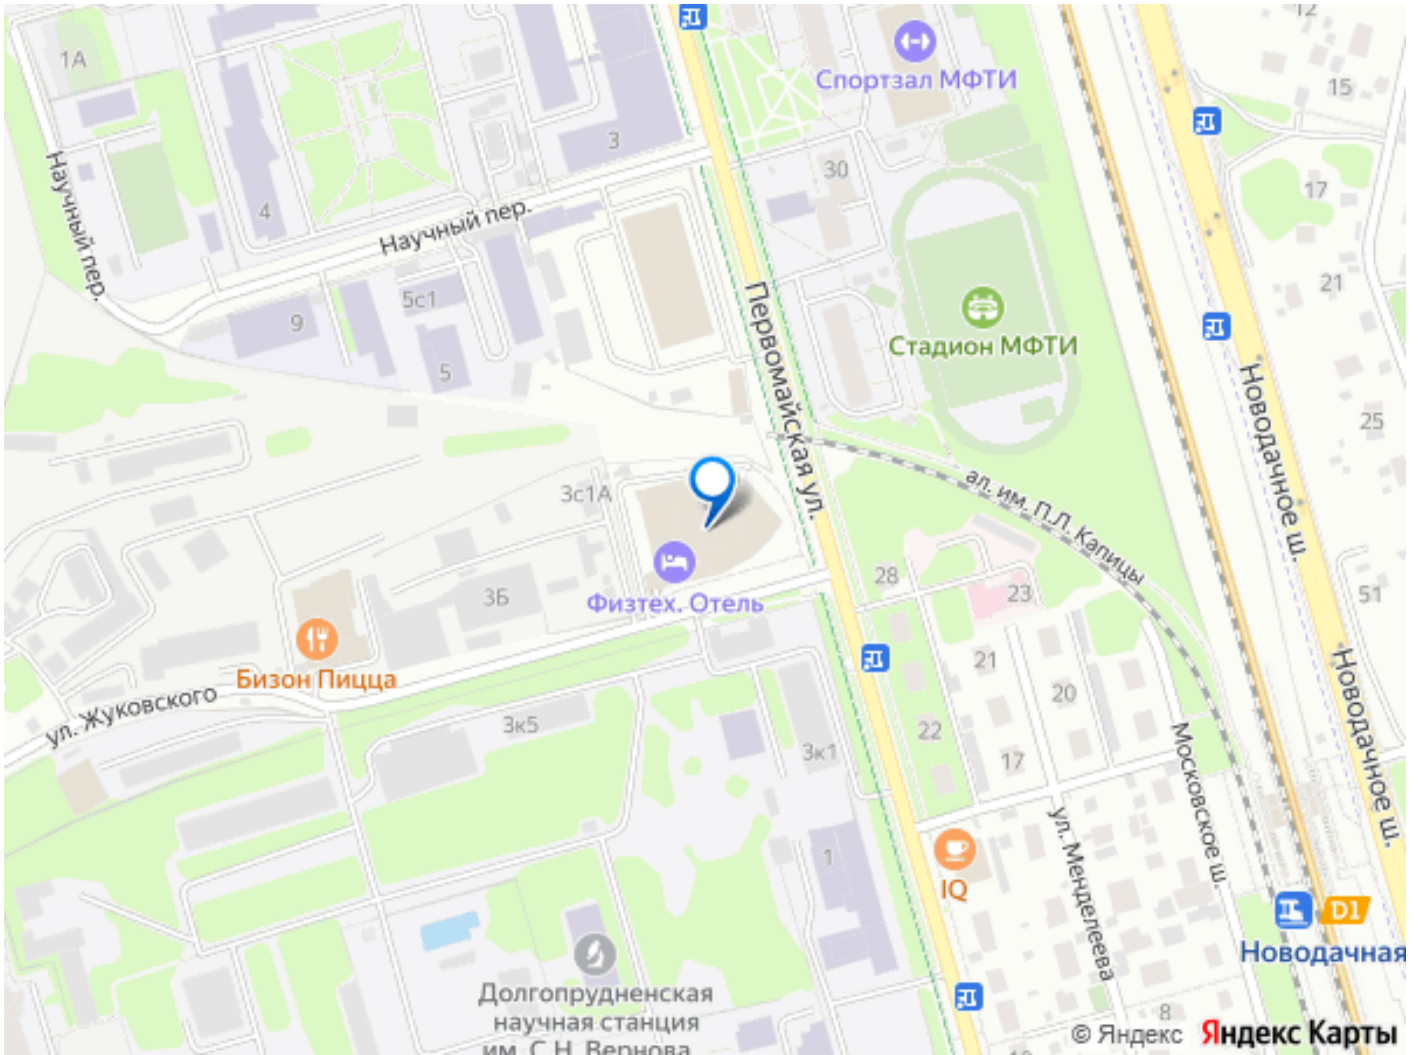 12
1А
Спортзал МФТИ
15
3
30
17
4
Научный пер.
Научный пер.
21
5с1
9
Первомайская ул.
Стадион МФТИ
5
Новодачное ш.
25
3с1А
ал. им. П.Л. Капицы
28
3Б
Физтех. Отель
23
51
21
Бизон Пицца
20
ул. Жуковского
3к5
22
3к1
17
Московское ш.
Новодачное ш.
ул. Менделеева
1
IQ
D1
Новодачная
Долгопрудненская
научная станция
им. С.Н. Вернова
8
© Яндекс Яндекс Карты